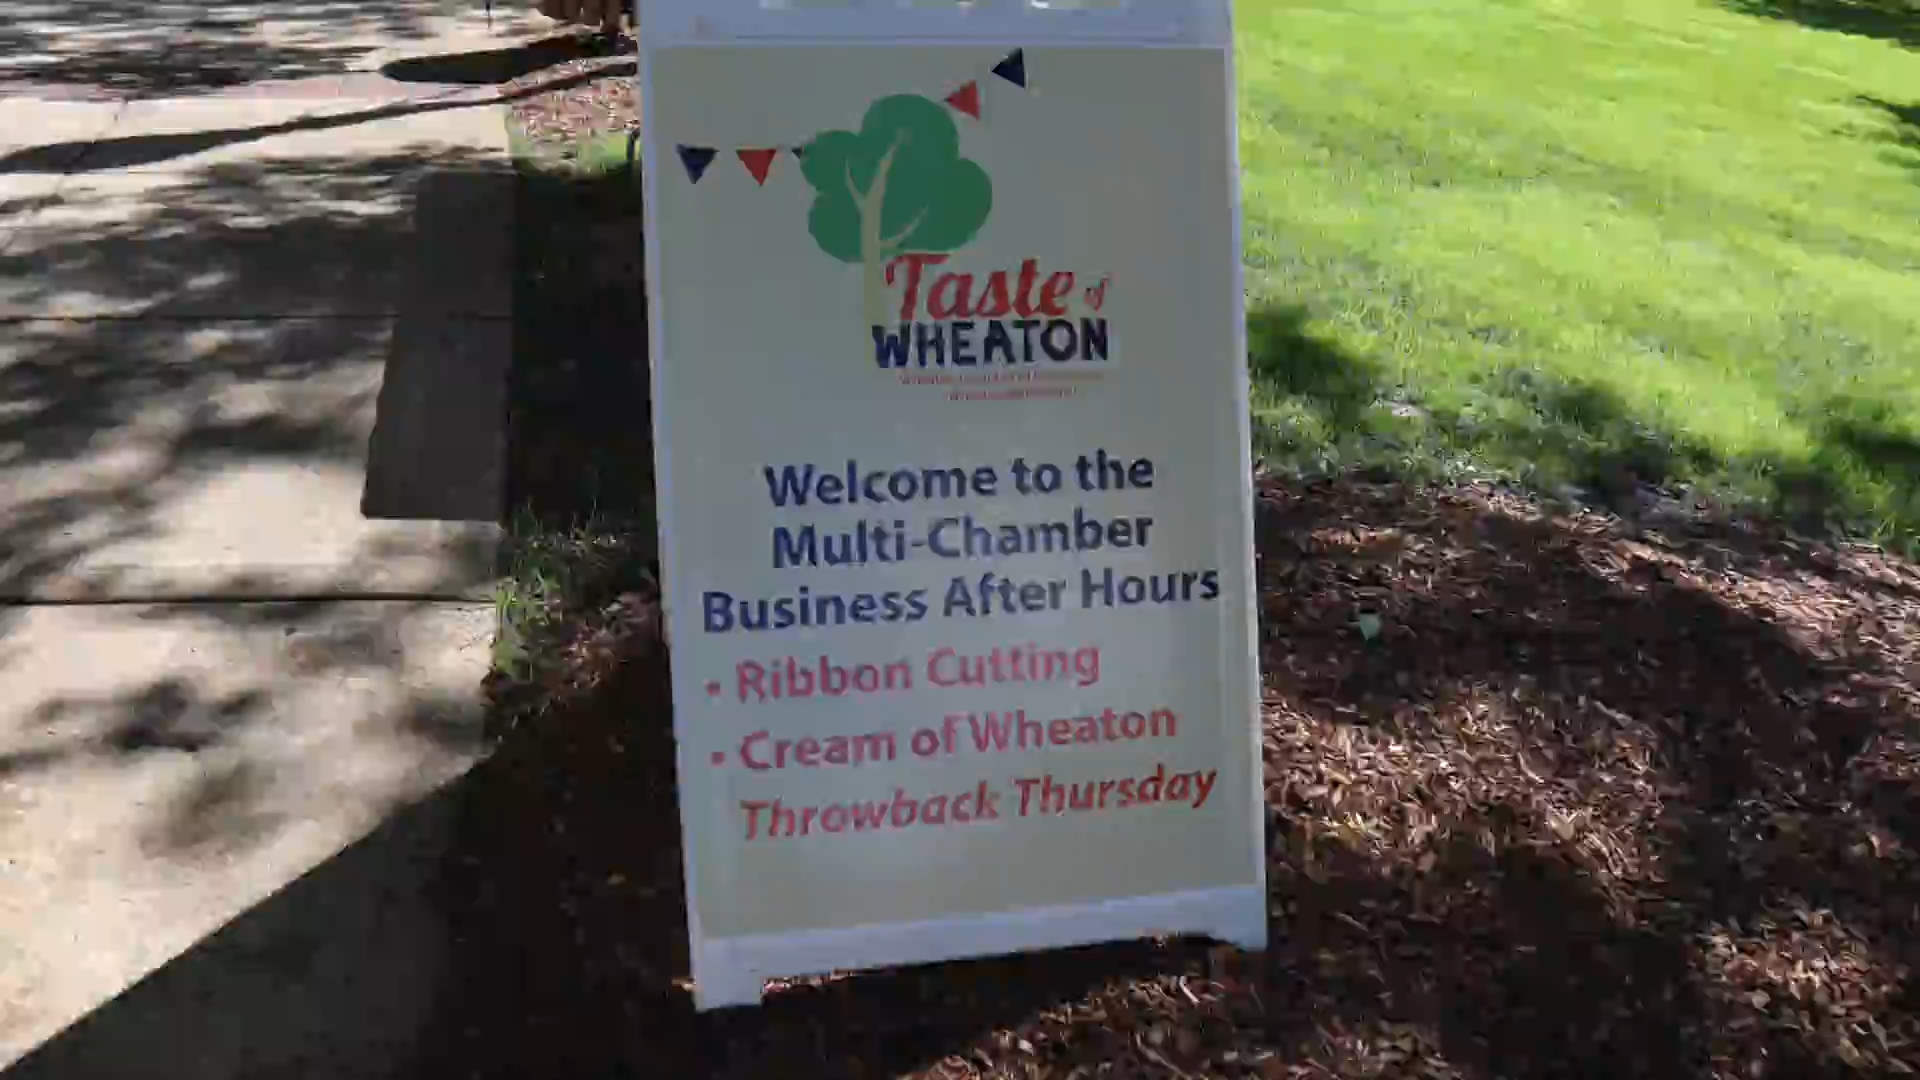 Taste of
WHEATON
Welcome to the
Multi-Chamber
Business After Hours
• Ribbon Cutting
• Cream of Wheaton
Throwback Thursday